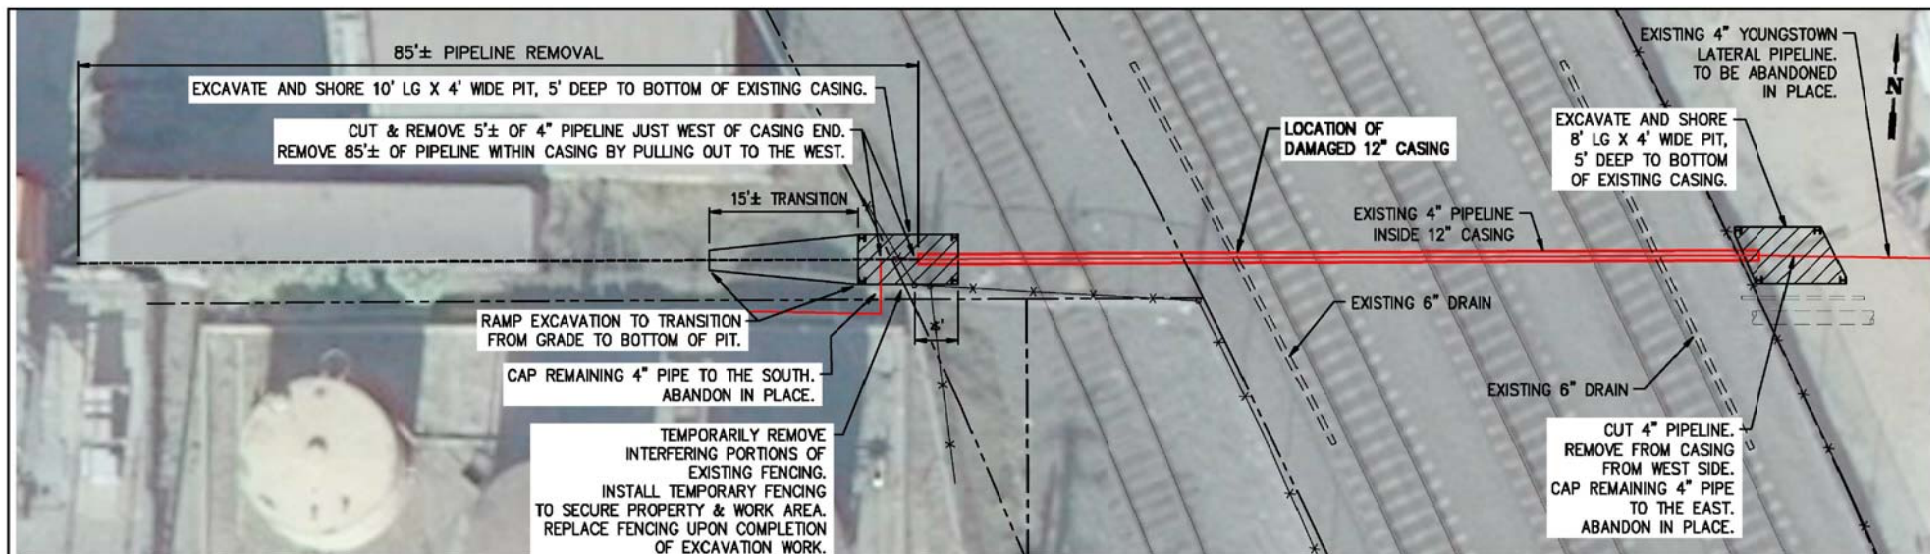 85'± PIPELINE REMOVAL
EXCAVATE AND SHORE 10' LG X 4' WIDE PIT, 5' DEEP TO BOTTOM OF EXISTING CASING.
CUT & REMOVE 5'± OF 4" PIPELINE JUST WEST OF CASING END.
REMOVE 85'± OF PIPELINE WITHIN CASING BY PULLING OUT TO THE WEST.
15'± TRANSITION
RAMP EXCAVATION TO TRANSITION
FROM GRADE TO BOTTOM OF PIT.
CAP REMAINING 4" PIPE TO THE SOUTH.
ABANDON IN PLACE.
TEMPORARILY REMOVE
INTERFERING PORTIONS OF
EXISTING FENCING.
INSTALL TEMPORARY FENCING
TO SECURE PROPERTY & WORK AREA.
REPLACE FENCING UPON COMPLETION
OF EXCAVATION WORK.
LOCATION OF
DAMAGED 12" CASING
EXISTING 4" PIPELINE
INSIDE 12" CASING
EXISTING 6" DRAIN
EXISTING 4" YOUNGSTOWN
LATERAL PIPELINE.
TO BE ABANDONED
IN PLACE.
N
EXCAVATE AND SHORE
8' LG X 4' WIDE PIT,
5' DEEP TO BOTTOM
OF EXISTING CASING.
EXISTING 6" DRAIN
CUT 4" PIPELINE.
REMOVE FROM CASING
FROM WEST SIDE.
CAP REMAINING 4" PIPE
TO THE EAST.
ABANDON IN PLACE.